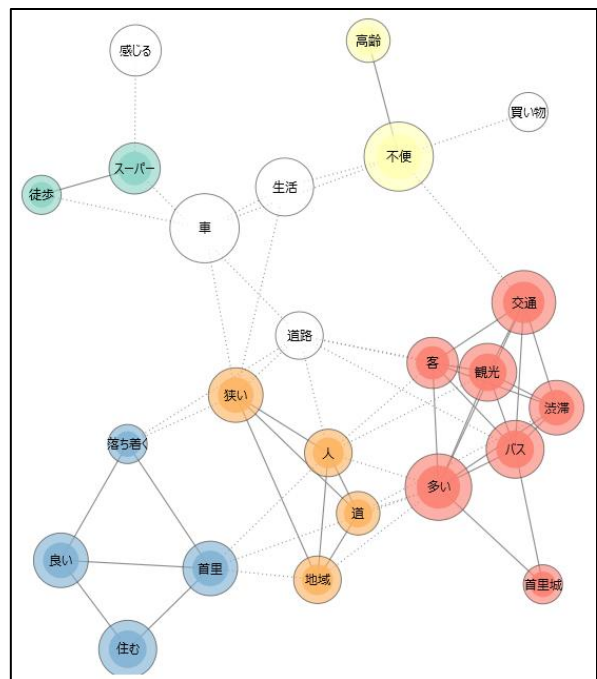 高齢
感じる
買い物
不便
スーパー
生活
徒歩
車
交通
道路
客
観光
狭い
渋滞
落ち着く
人
バス
多い
道
良い
首里
地域
首里城
住む